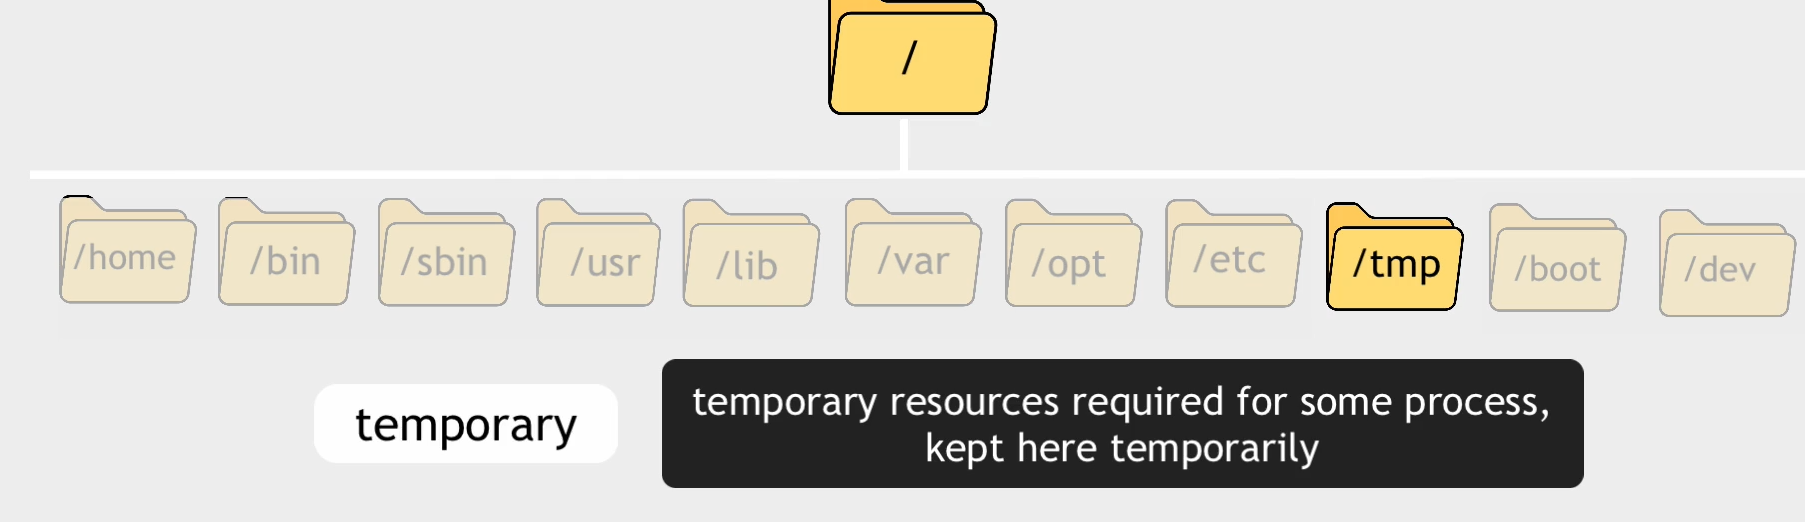 /
/home /bin /sbin /usr /lib /var /opt /etc /tmp /boot /dev
temporary
temporary resources required for some process,
kept here temporarily